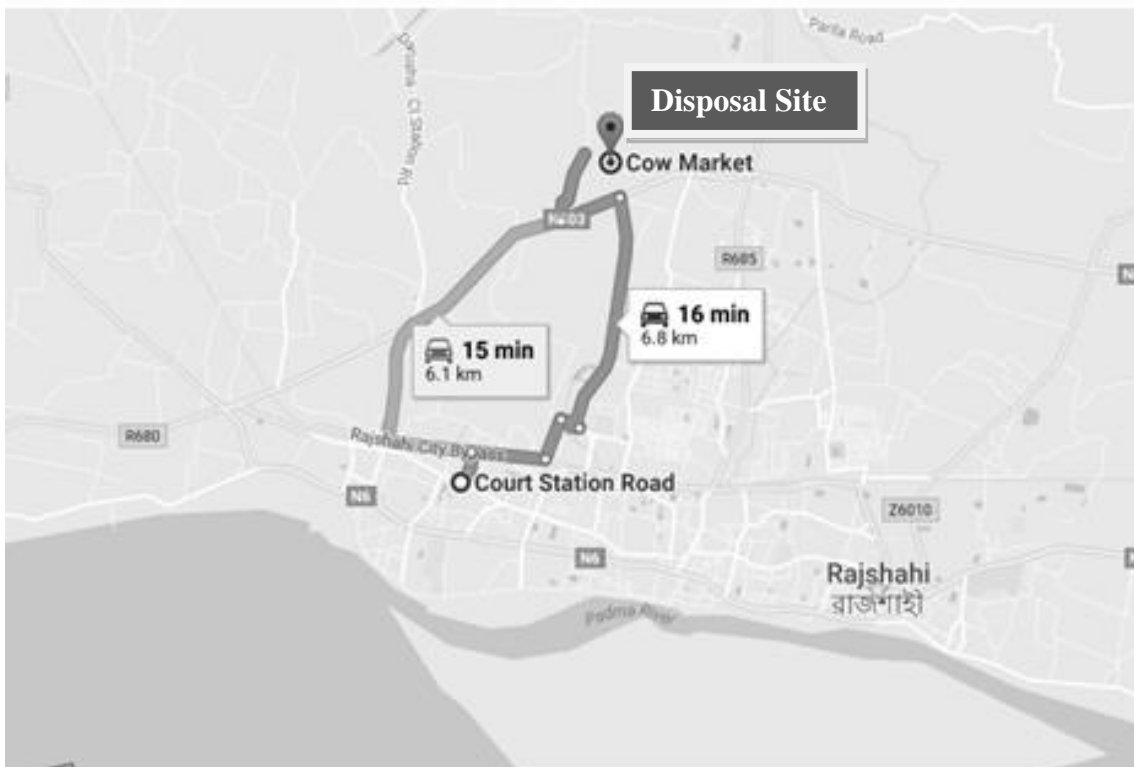 Parila Road
Disposal Site
Cow Market
R685
16 min
6.8 km
15 min
6.1 km
R680
Rajshahi City Bypass
Court Station Road
N6
Z6010
N6
Rajshahi
রাজশাহী
Padma River